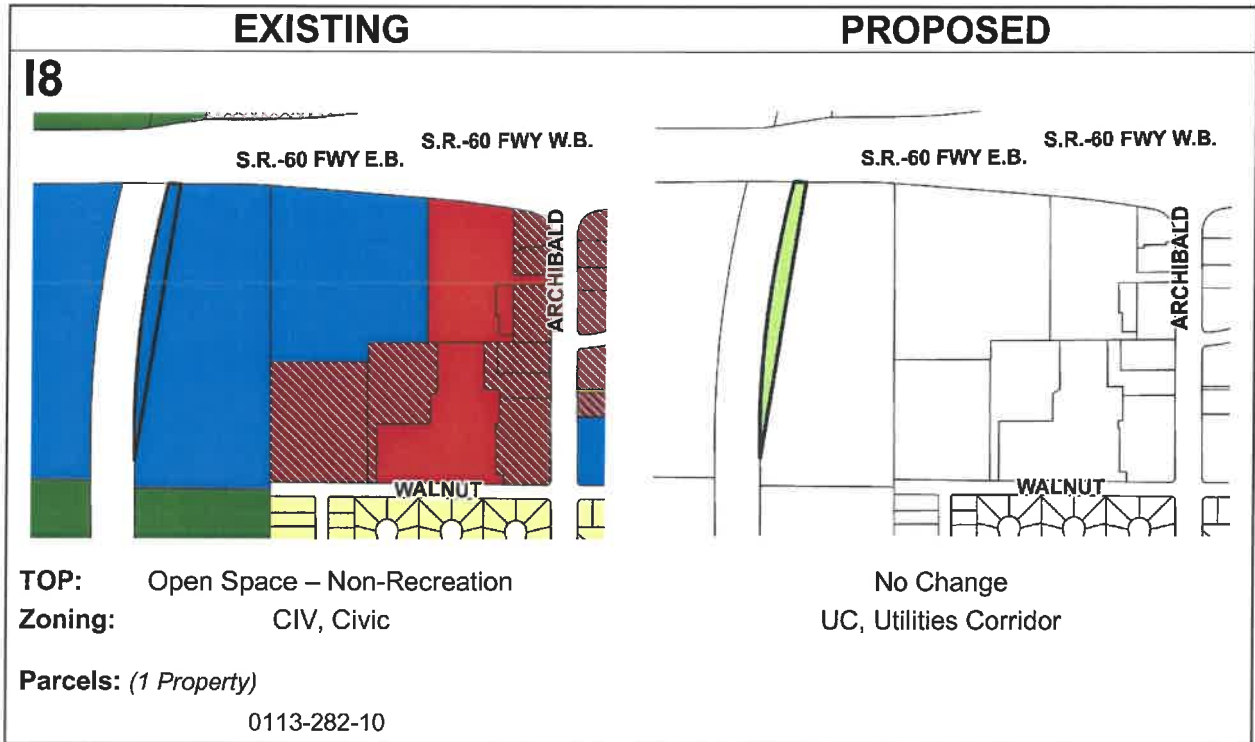 EXISTING
PROPOSED
I8
S.R.-60 FWY E.B.
S.R.-60 FWY W.B.
ARCHIBALD
WALNUT
S.R.-60 FWY E.B.
S.R.-60 FWY W.B.
ARCHIBALD
WALNUT
TOP: Open Space – Non-Recreation
No Change
Zoning: CIV, Civic
UC, Utilities Corridor
Parcels: (1 Property)
0113-282-10